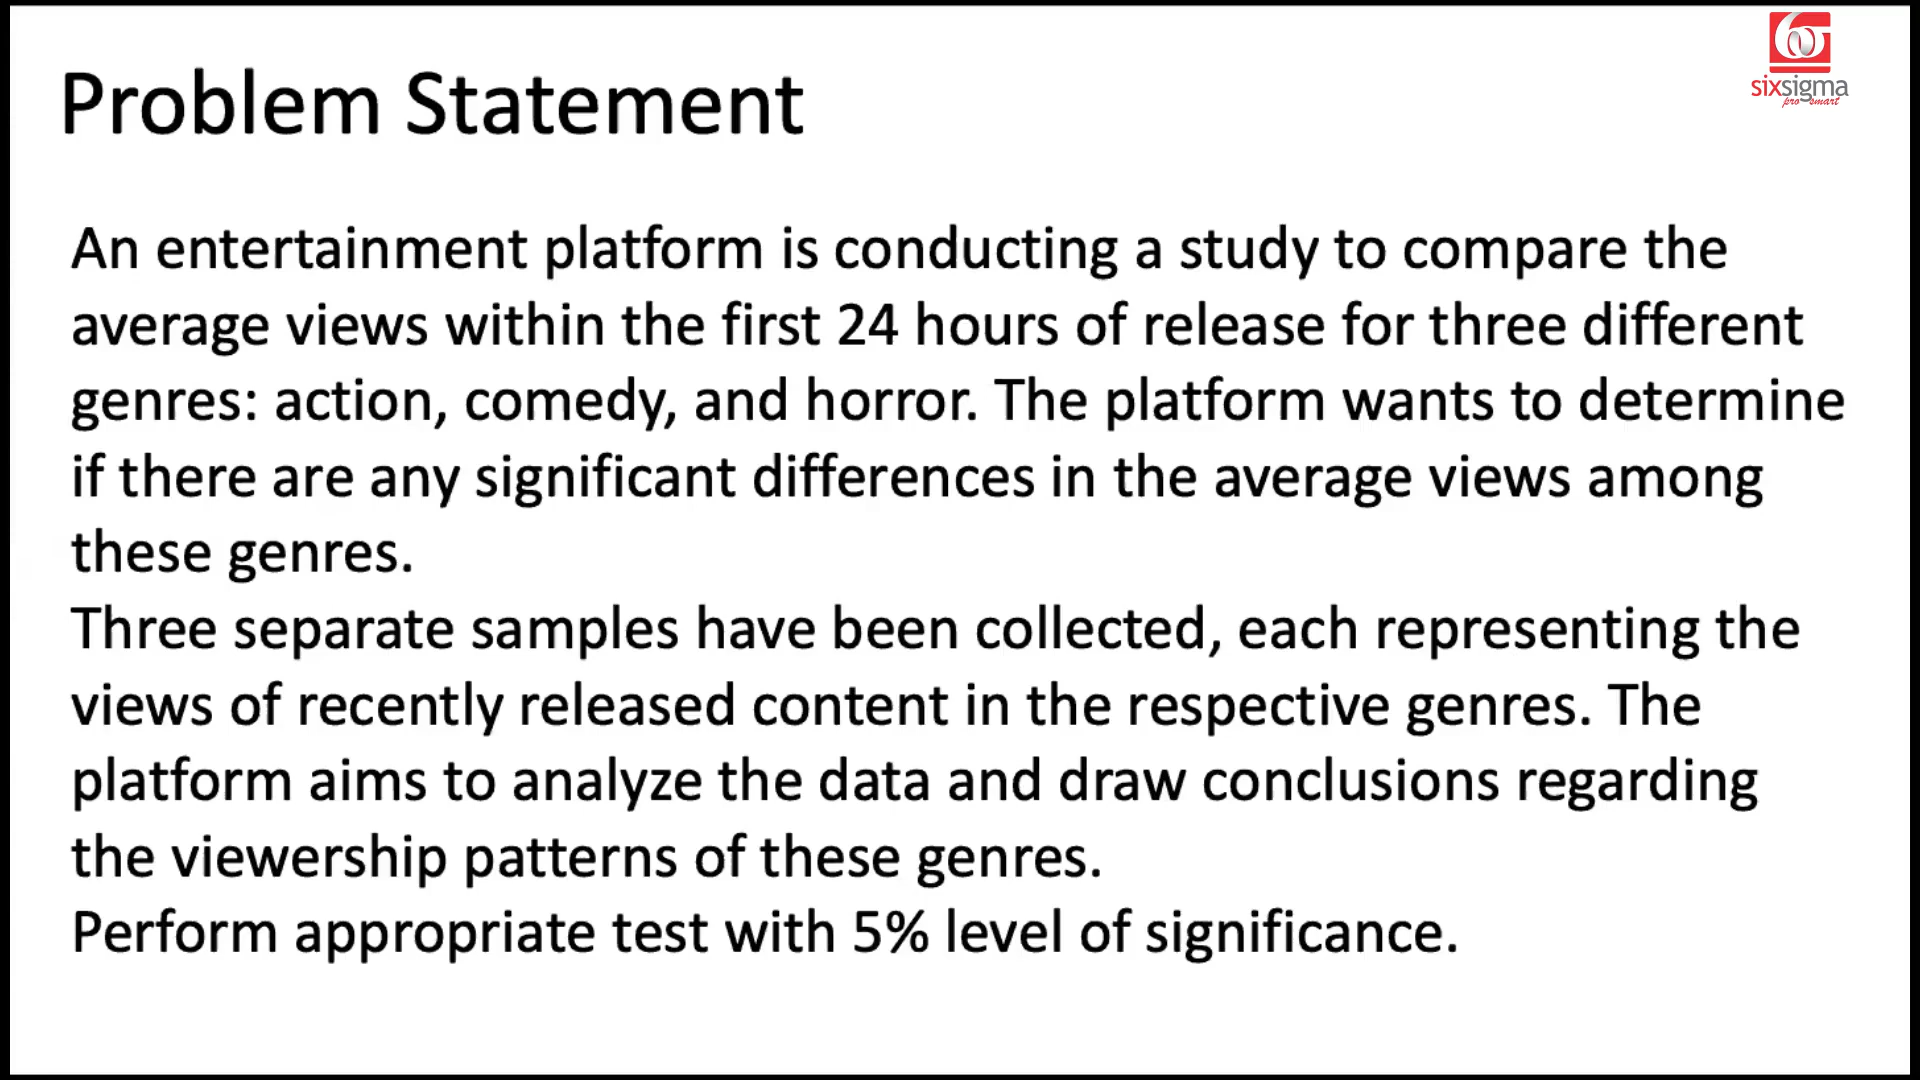 sixsigma
pro smart
Problem Statement
An entertainment platform is conducting a study to compare the
average views within the first 24 hours of release for three different
genres: action, comedy, and horror. The platform wants to determine
if there are any significant differences in the average views among
these genres.
Three separate samples have been collected, each representing the
views of recently released content in the respective genres. The
platform aims to analyze the data and draw conclusions regarding
the viewership patterns of these genres.
Perform appropriate test with 5% level of significance.